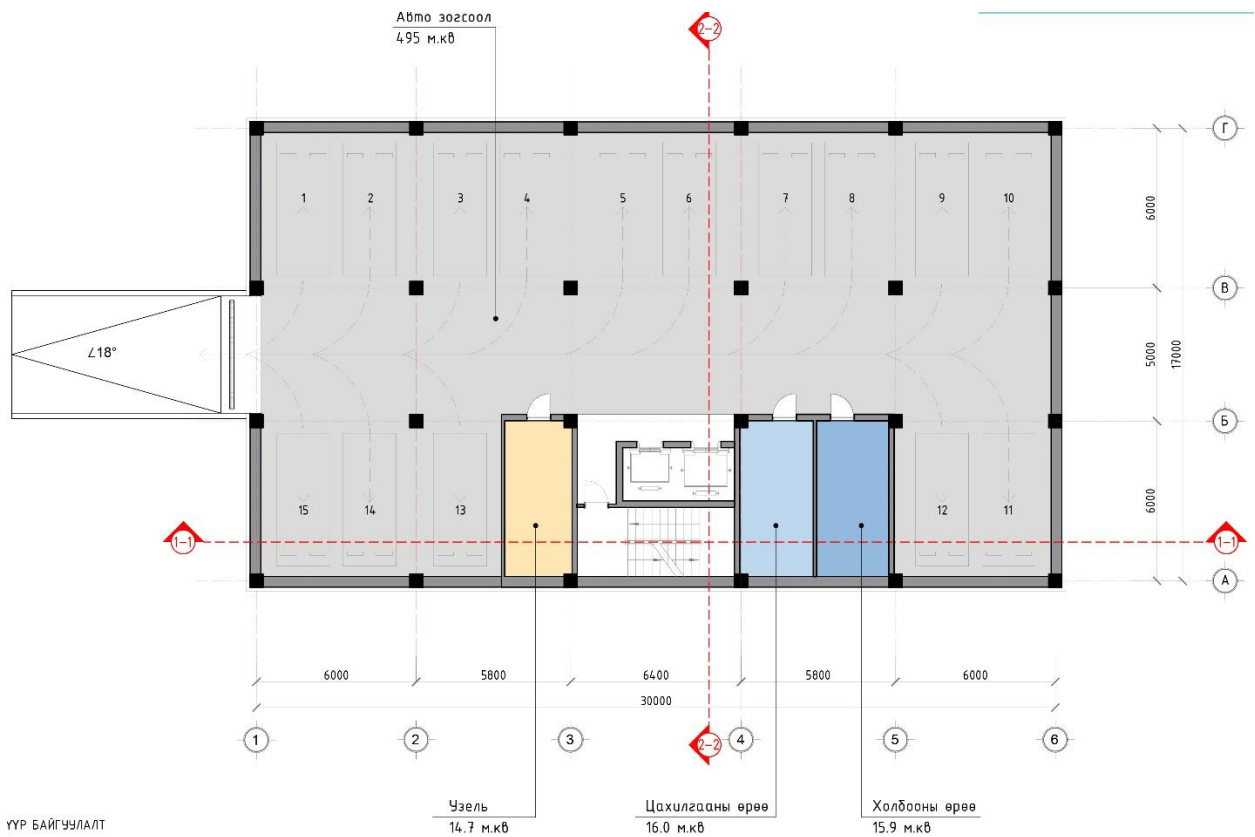 Авто зогсоол
495 м.кв
2-2
Г
1
2
3
4
5
6
7
8
9
10
6000
В
∠18°
5000
17000
Б
15
14
13
12
11
6000
1-1
1-1
А
6000
5800
6400
5800
6000
30000
1
2
3
2-2
4
5
6
Узель
14.7 м.кв
Цахилгааны өрөө
16.0 м.кв
Холбооны өрөө
15.9 м.кв
ҮҮР БАЙГУУЛАЛТ